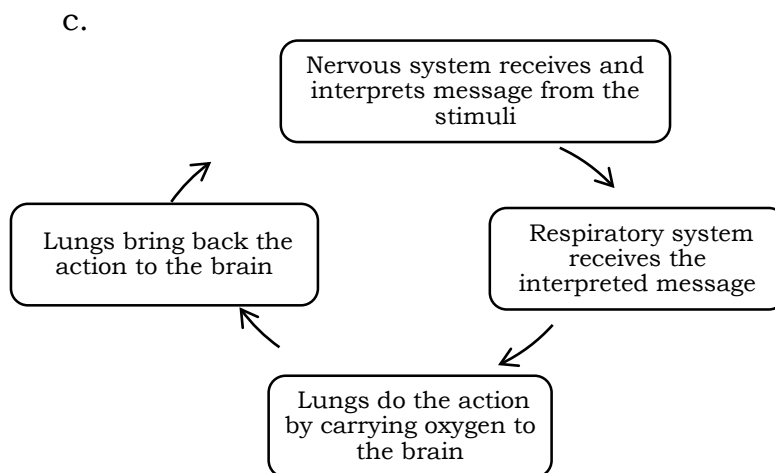 c.
Nervous system receives and
interprets message from the
stimuli
Respiratory system
receives the
interpreted message
Lungs do the action
by carrying oxygen to
the brain
Lungs bring back the
action to the brain